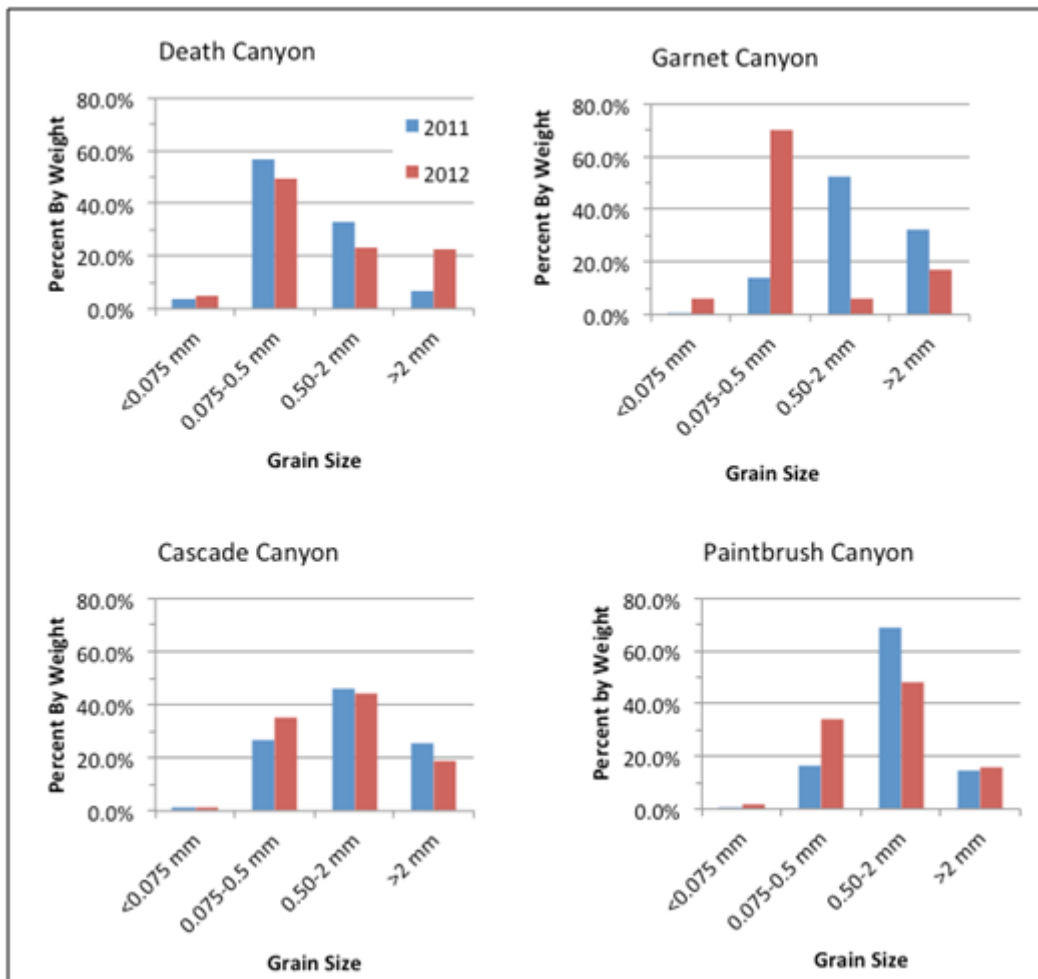 Death Canyon
Percent By Weight
80.0%
60.0%
40.0%
20.0%
0.0%
2011
2012
<0.075 mm
0.075-0.5 mm
0.50-2 mm
>2 mm
Grain Size
Garnet Canyon
Percent By Weight
80.0%
60.0%
40.0%
20.0%
0.0%
<0.075 mm
0.075-0.5 mm
0.50-2 mm
>2 mm
Grain Size
Cascade Canyon
Percent By Weight
80.0%
60.0%
40.0%
20.0%
0.0%
<0.075 mm
0.075-0.5 mm
0.50-2 mm
>2 mm
Grain Size
Paintbrush Canyon
Percent by Weight
80.0%
60.0%
40.0%
20.0%
0.0%
<0.075 mm
0.075-0.5 mm
0.50-2 mm
>2 mm
Grain Size